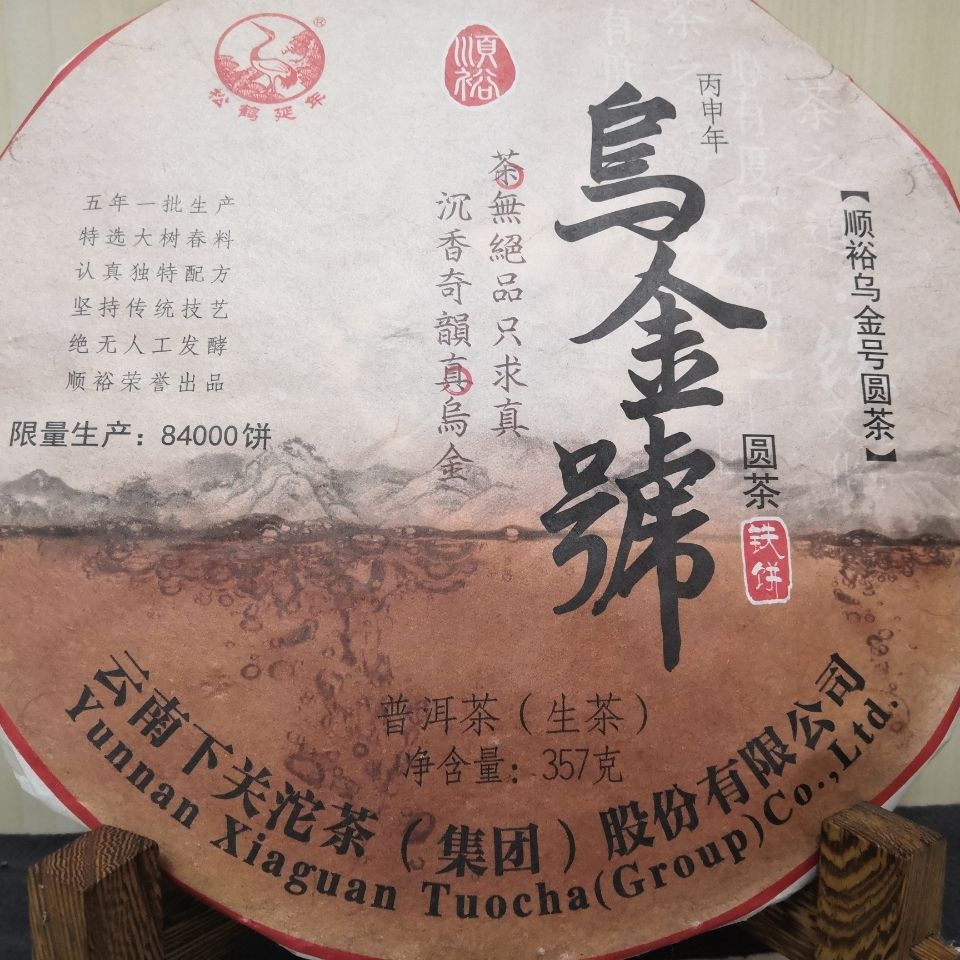 松鹤延年
®
順裕
丙申年
烏金號
圆茶
铁饼
【顺裕乌金号圆茶】
茶無絕品只求真
沉香奇韻真烏金
五年一批生产
特选大树春料
认真独特配方
坚持传统技艺
绝无人工发酵
顺裕荣誉出品
限量生产：84000饼
普洱茶（生茶）
净含量：357克
云南下关沱茶（集团）股份有限公司
Yunnan Xiaguan Tuocha(Group)Co.,Ltd.